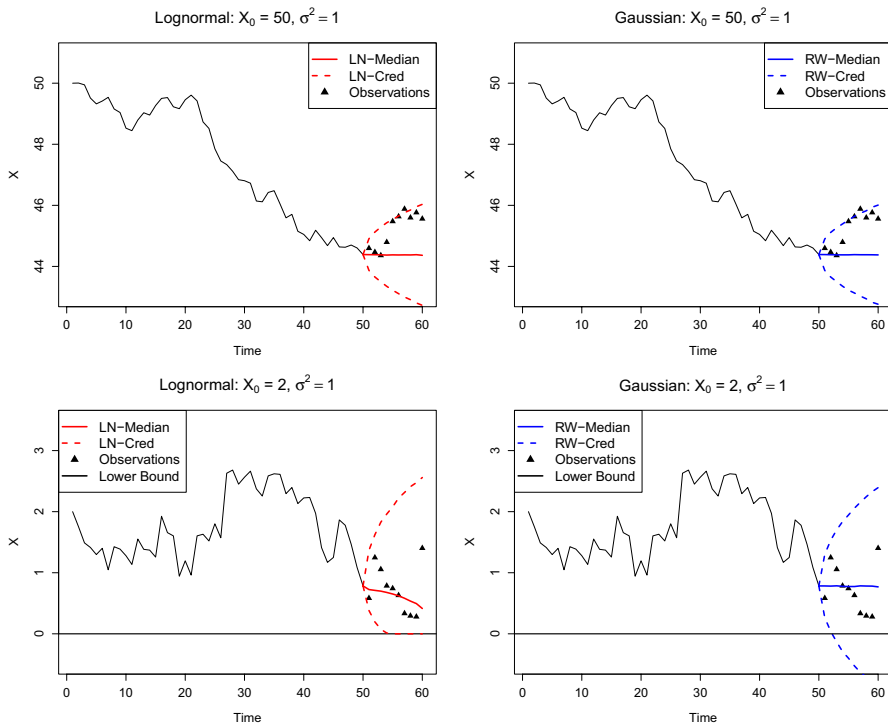 Lognormal: X₀ = 50, σ² = 1
X
50
48
46
44
LN−Median
LN−Cred
Observations
0 10 20 30 40 50 60
Time
Gaussian: X₀ = 50, σ² = 1
X
50
48
46
44
RW−Median
RW−Cred
Observations
0 10 20 30 40 50 60
Time
Lognormal: X₀ = 2, σ² = 1
X
3
2
1
0
LN−Median
LN−Cred
Observations
Lower Bound
0 10 20 30 40 50 60
Time
Gaussian: X₀ = 2, σ² = 1
X
3
2
1
0
RW−Median
RW−Cred
Observations
Lower Bound
0 10 20 30 40 50 60
Time